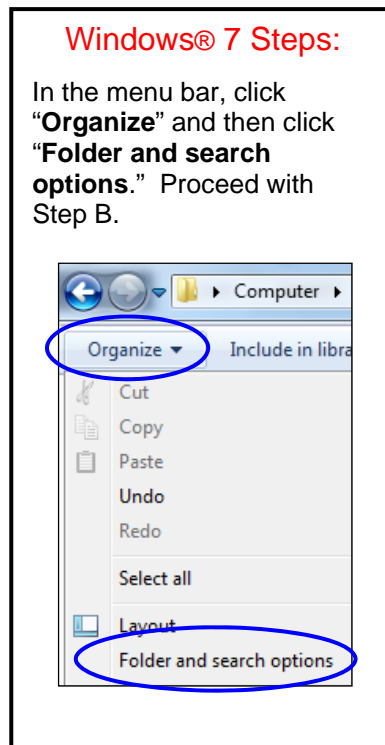 Windows® 7 Steps:
In the menu bar, click
“Organize” and then click
“Folder and search
options.”  Proceed with
Step B.
Computer
Organize
Include in libra
Cut
Copy
Paste
Undo
Redo
Select all
Layout
Folder and search options